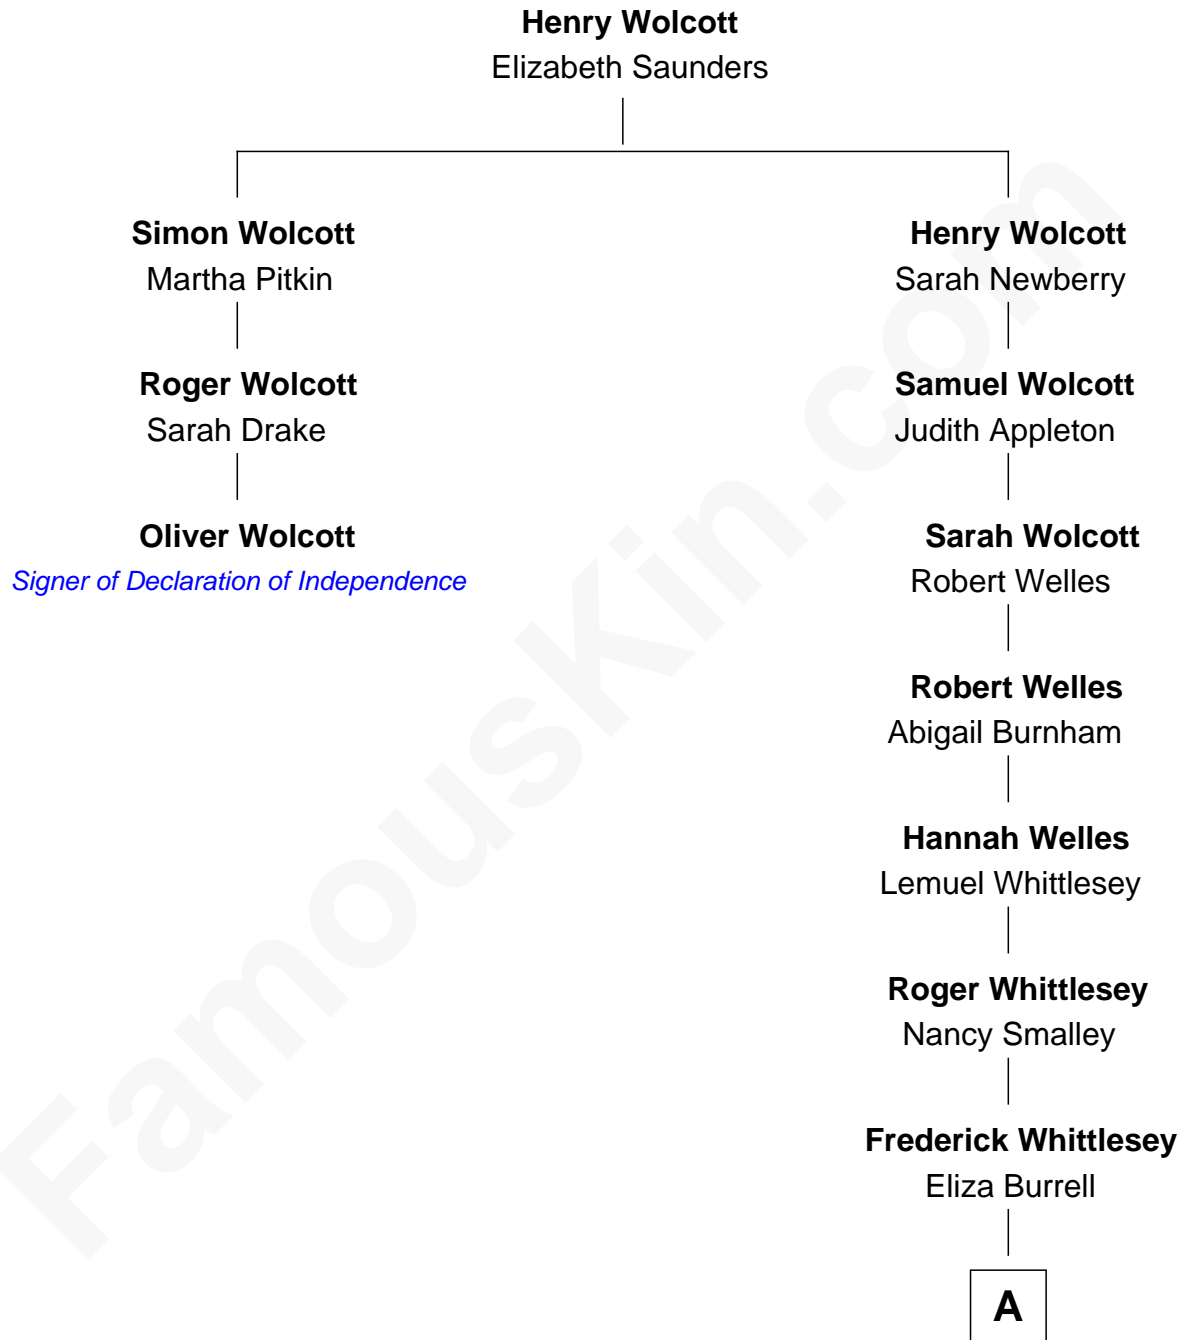 Henry Wolcott
Elizabeth Saunders
Simon Wolcott
Martha Pitkin
Henry Wolcott
Sarah Newberry
Roger Wolcott
Sarah Drake
Samuel Wolcott
Judith Appleton
Oliver Wolcott
Signer of Declaration of Independence
Sarah Wolcott
Robert Welles
Robert Welles
Abigail Burnham
Hannah Welles
Lemuel Whittlesey
Roger Whittlesey
Nancy Smalley
Frederick Whittlesey
Eliza Burrell
A
FamousKin.com